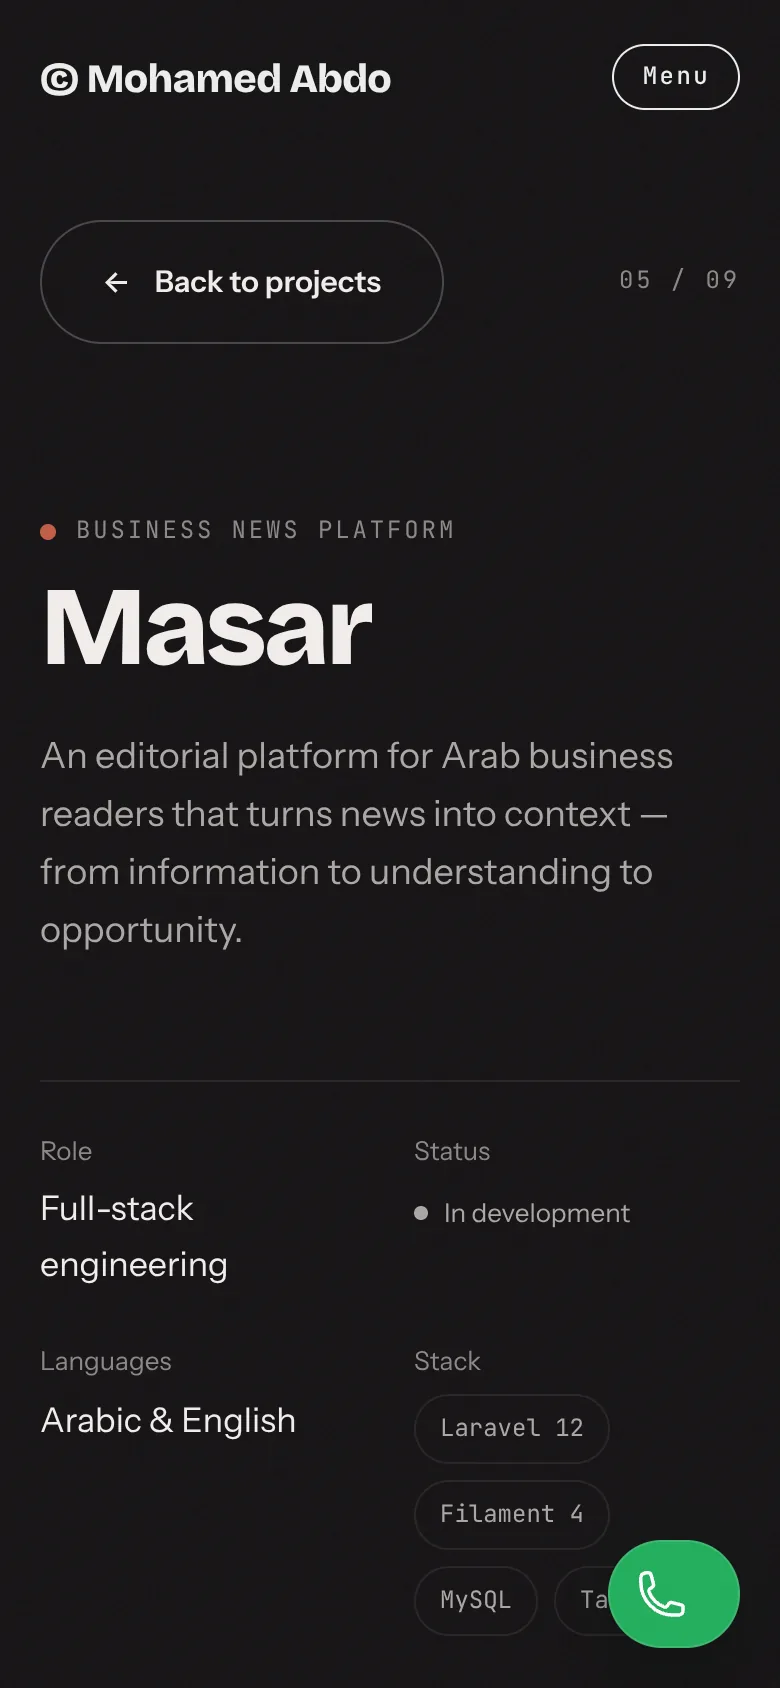 © Mohamed Abdo
Menu
← Back to projects
05 / 09
BUSINESS NEWS PLATFORM
Masar
An editorial platform for Arab business
readers that turns news into context —
from information to understanding to
opportunity.
Role
Full-stack
engineering
Status
In development
Languages
Arabic & English
Stack
Laravel 12
Filament 4
MySQL